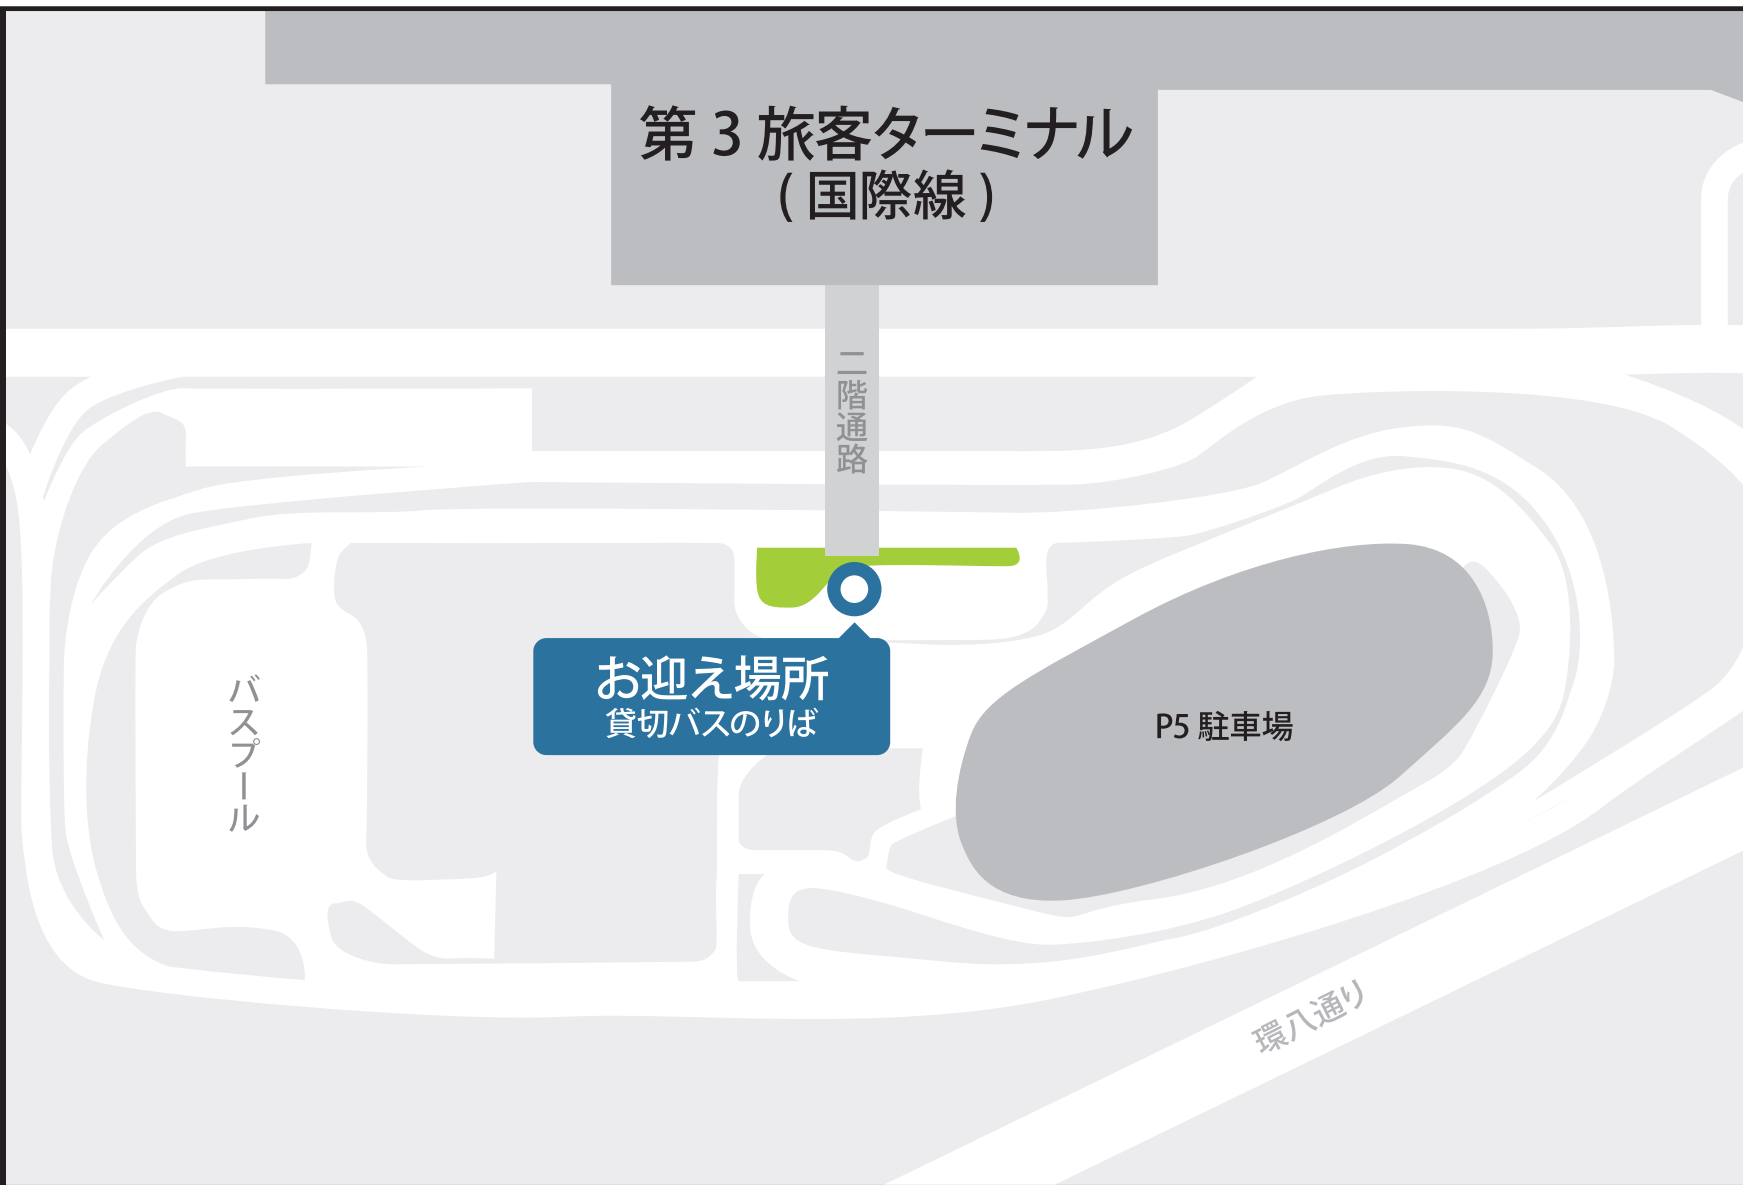 第 3 旅客ターミナル
( 国際線 )
二階通路
お迎え場所
貸切バスのりば
バスプール
P5 駐車場
環八通り